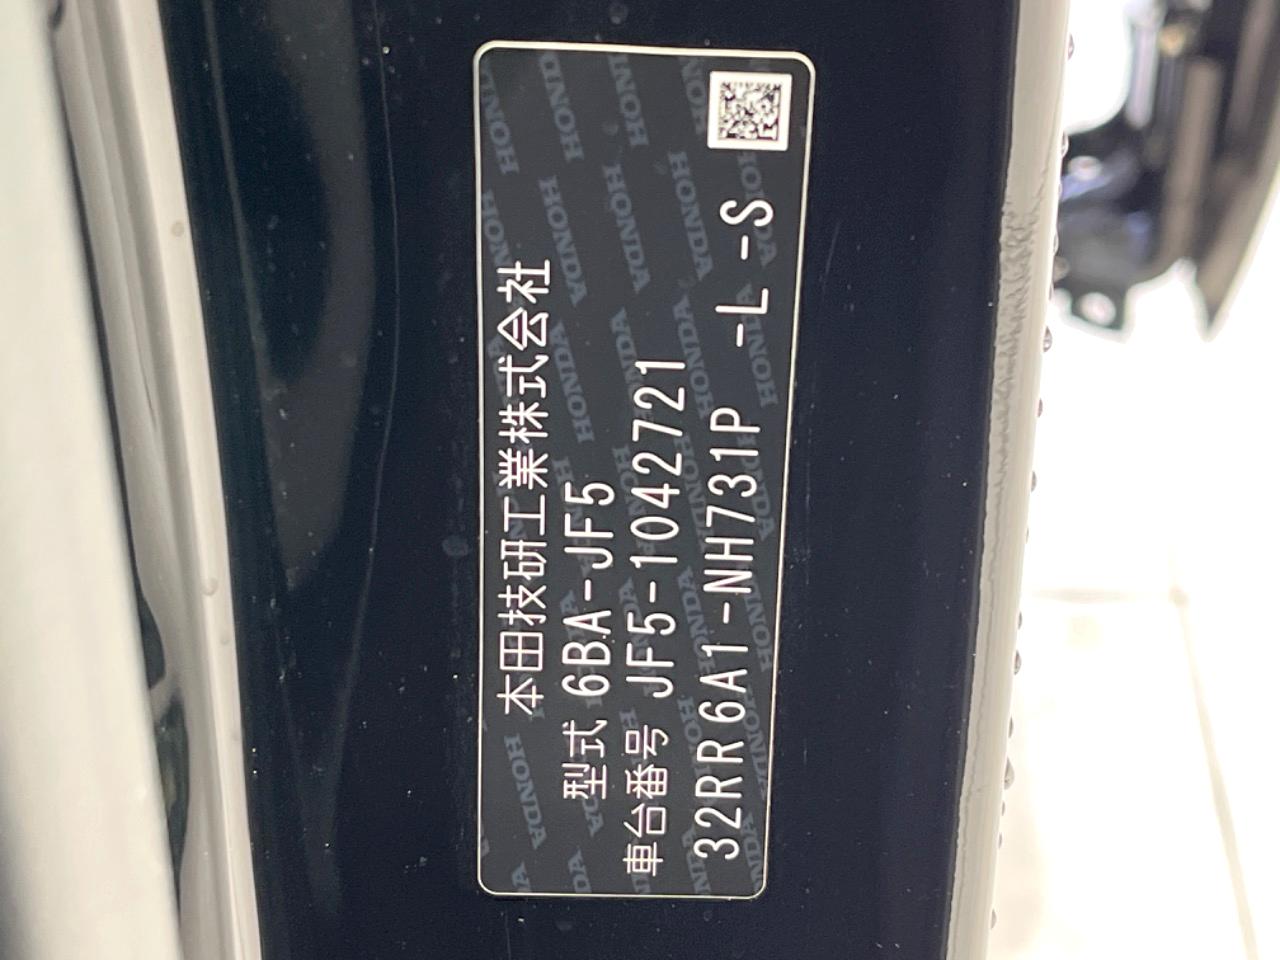 本田技研工業株式会社
型式 6BA-JF5
車台番号 JF5-1042721
32RR6A1-NH731P -L -S